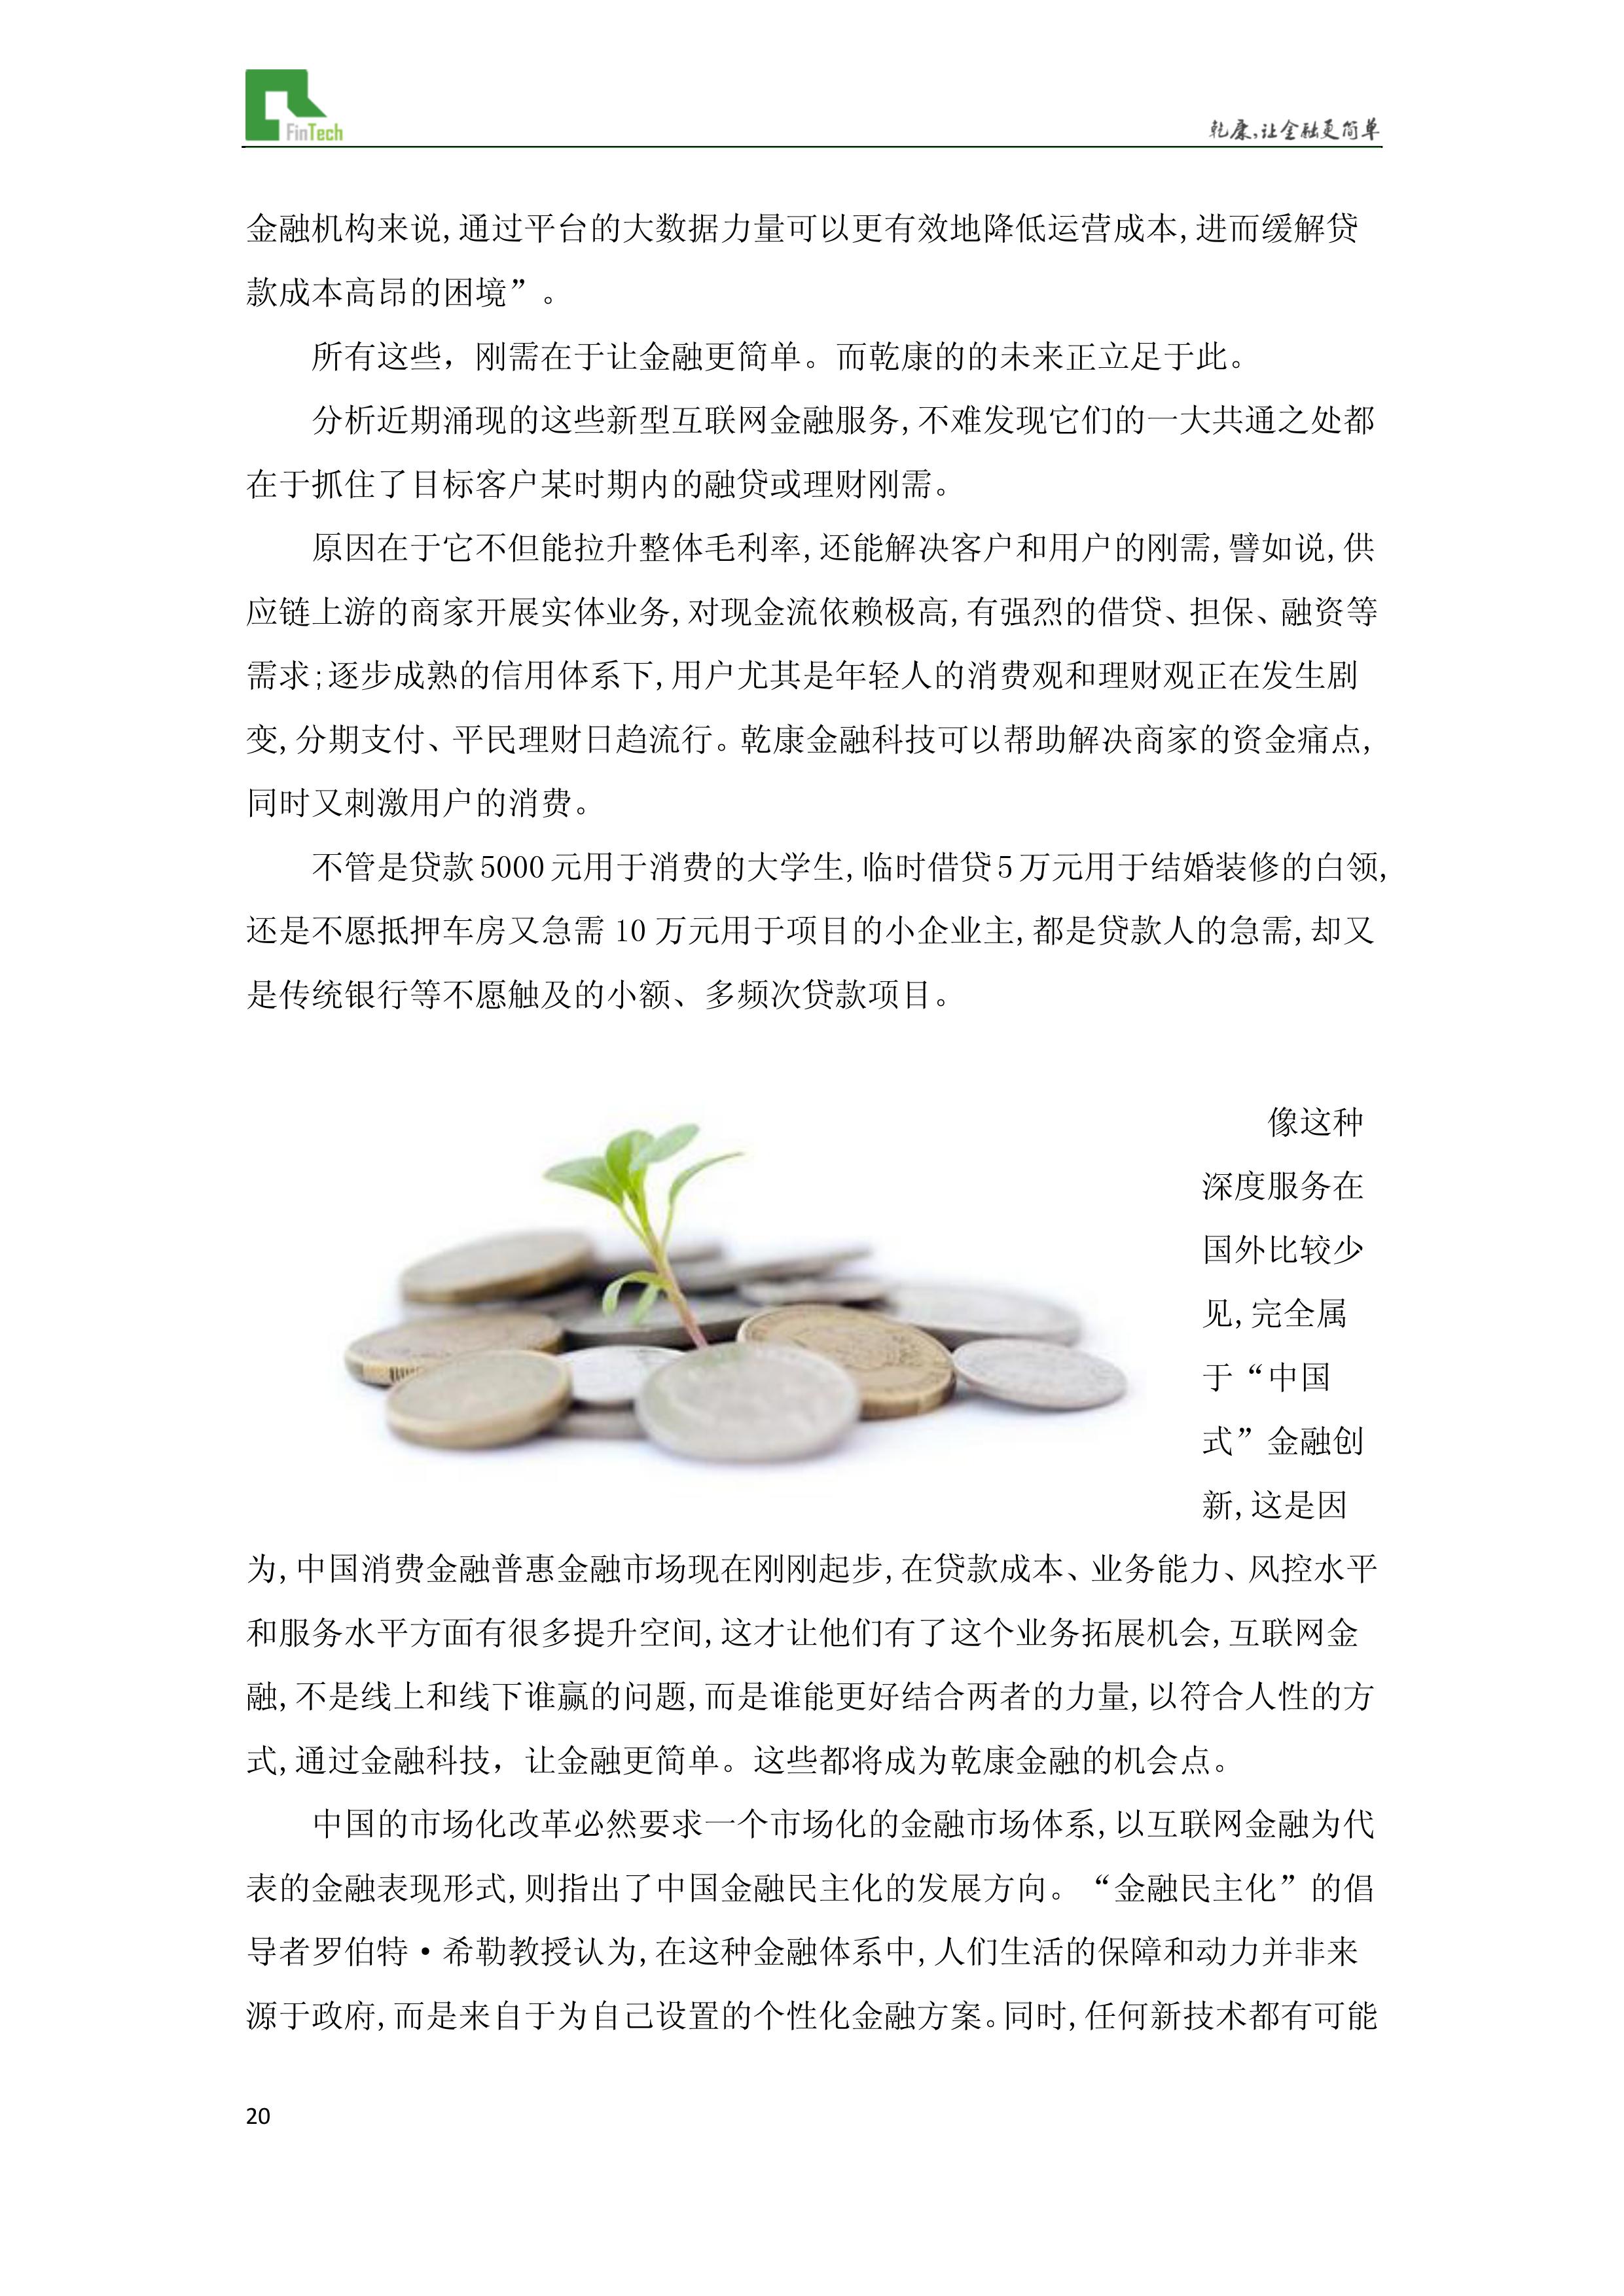 FinTech
乾康,让金融更简单
金融机构来说,通过平台的大数据力量可以更有效地降低运营成本,进而缓解贷
款成本高昂的困境”。
所有这些，刚需在于让金融更简单。而乾康的的未来正立足于此。
分析近期涌现的这些新型互联网金融服务,不难发现它们的一大共通之处都
在于抓住了目标客户某时期内的融贷或理财刚需。
原因在于它不但能拉升整体毛利率,还能解决客户和用户的刚需,譬如说,供
应链上游的商家开展实体业务,对现金流依赖极高,有强烈的借贷、担保、融资等
需求;逐步成熟的信用体系下,用户尤其是年轻人的消费观和理财观正在发生剧
变,分期支付、平民理财日趋流行。乾康金融科技可以帮助解决商家的资金痛点,
同时又刺激用户的消费。
不管是贷款5000元用于消费的大学生,临时借贷5万元用于结婚装修的白领,
还是不愿抵押车房又急需 10 万元用于项目的小企业主,都是贷款人的急需,却又
是传统银行等不愿触及的小额、多频次贷款项目。
像这种
深度服务在
国外比较少
见,完全属
于“中国
式”金融创
新,这是因
为,中国消费金融普惠金融市场现在刚刚起步,在贷款成本、业务能力、风控水平
和服务水平方面有很多提升空间,这才让他们有了这个业务拓展机会,互联网金
融,不是线上和线下谁赢的问题,而是谁能更好结合两者的力量,以符合人性的方
式,通过金融科技，让金融更简单。这些都将成为乾康金融的机会点。
中国的市场化改革必然要求一个市场化的金融市场体系,以互联网金融为代
表的金融表现形式,则指出了中国金融民主化的发展方向。“金融民主化”的倡
导者罗伯特·希勒教授认为,在这种金融体系中,人们生活的保障和动力并非来
源于政府,而是来自于为自己设置的个性化金融方案。同时,任何新技术都有可能
20